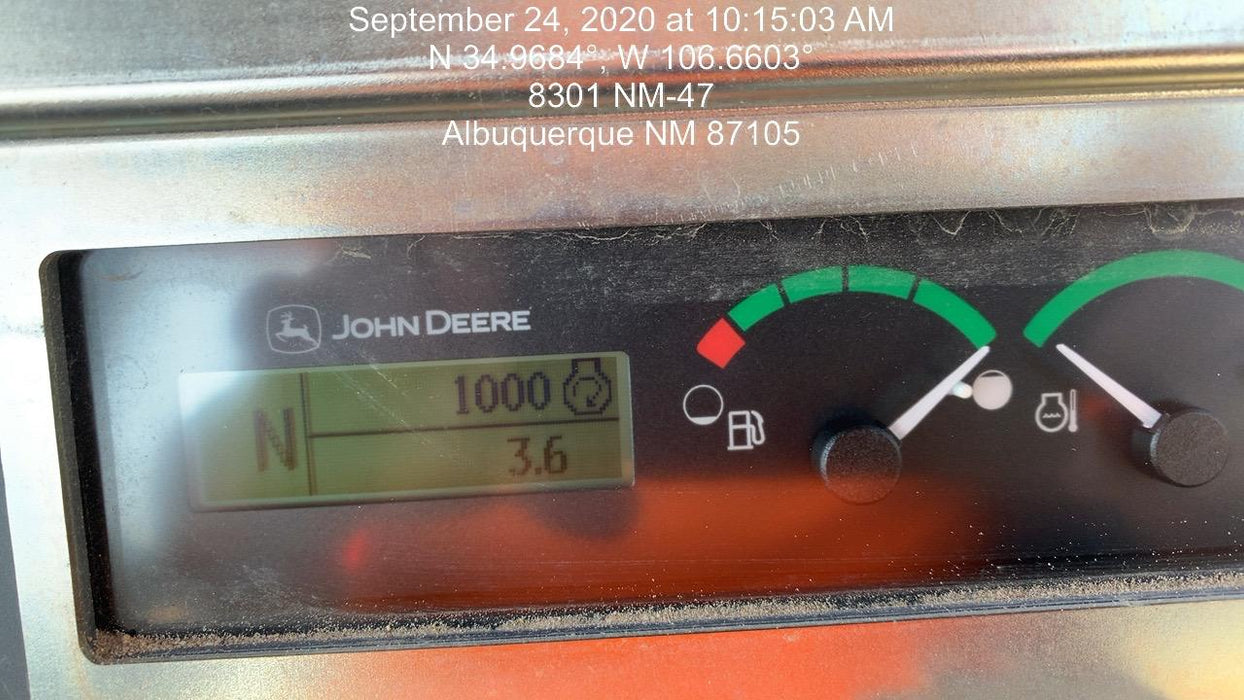 September 24, 2020 at 10:15:03 AM
N 34.9684°, W 106.6603°
8301 NM-47
Albuquerque NM 87105
JOHN DEERE
1000
N
3.6